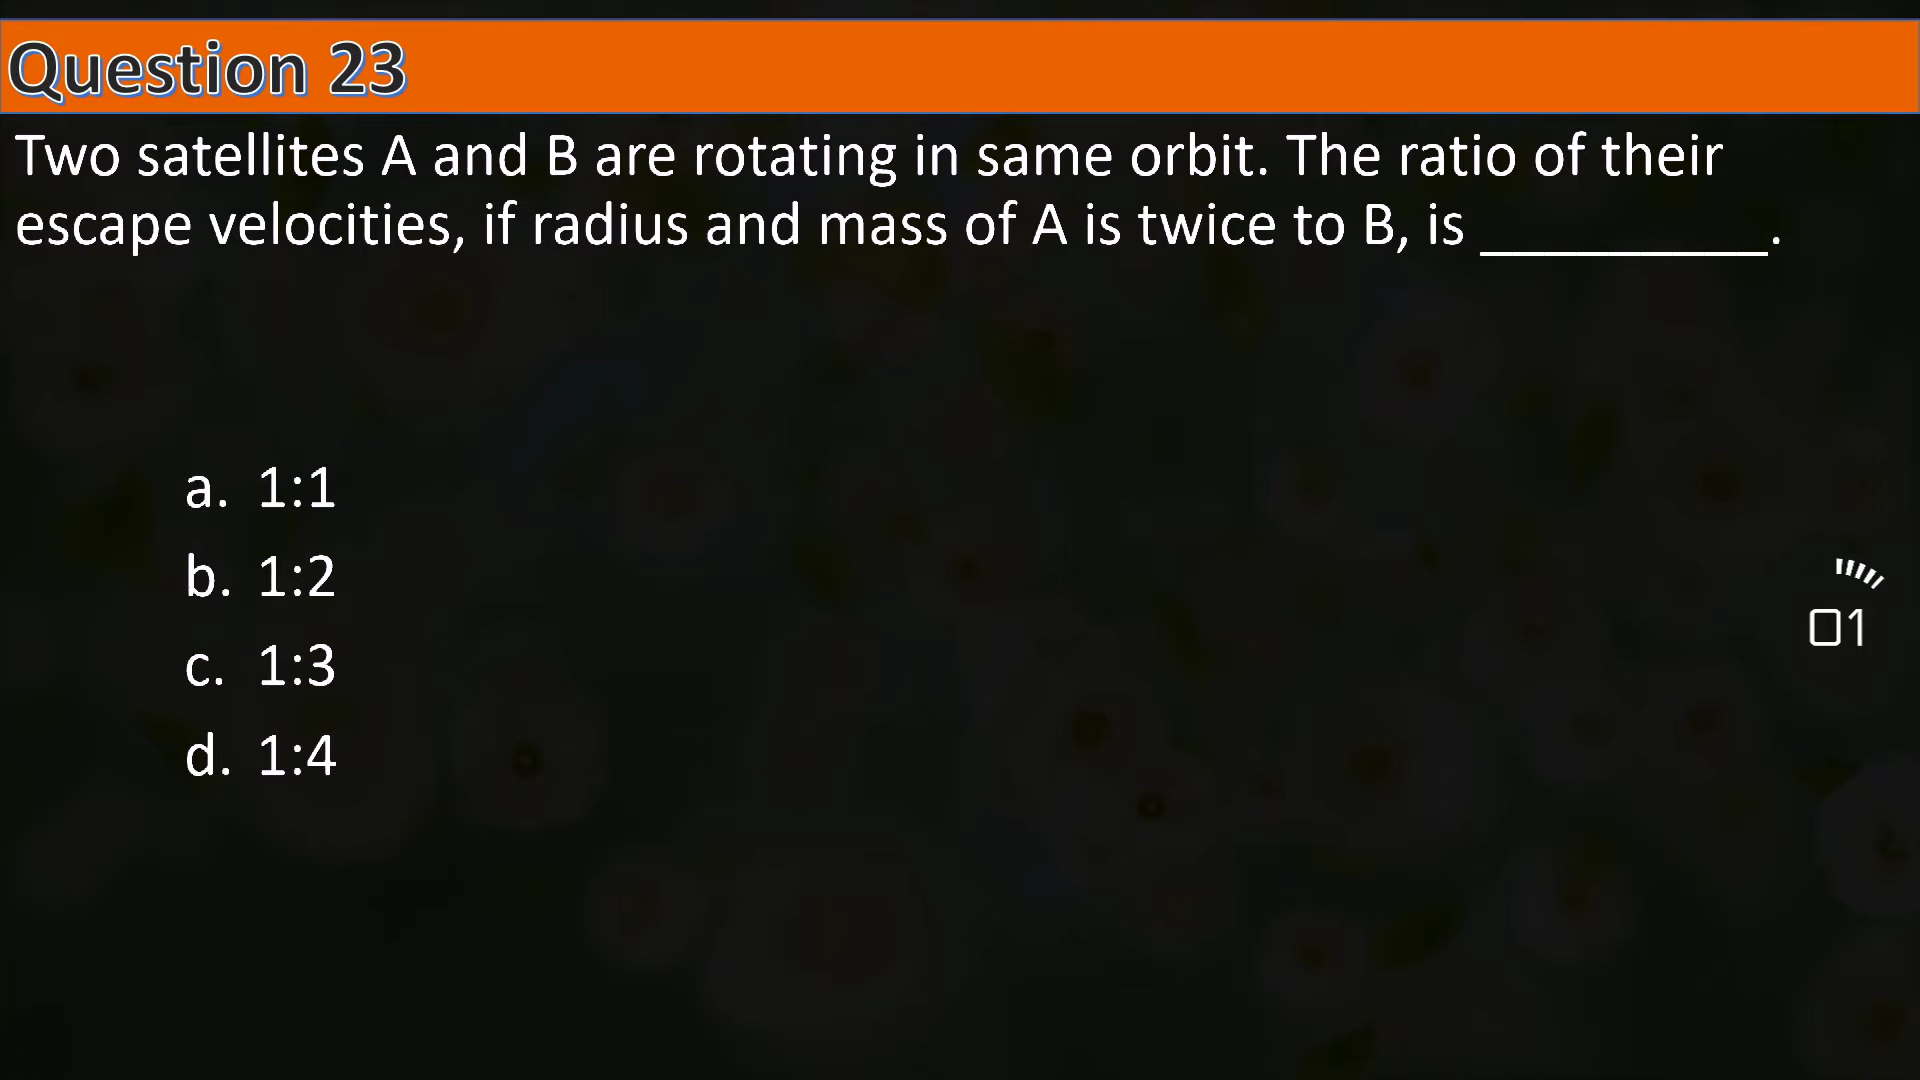 Question 23
Two satellites A and B are rotating in same orbit. The ratio of their
escape velocities, if radius and mass of A is twice to B, is __________.
a. 1:1
b. 1:2
c. 1:3
d. 1:4
01